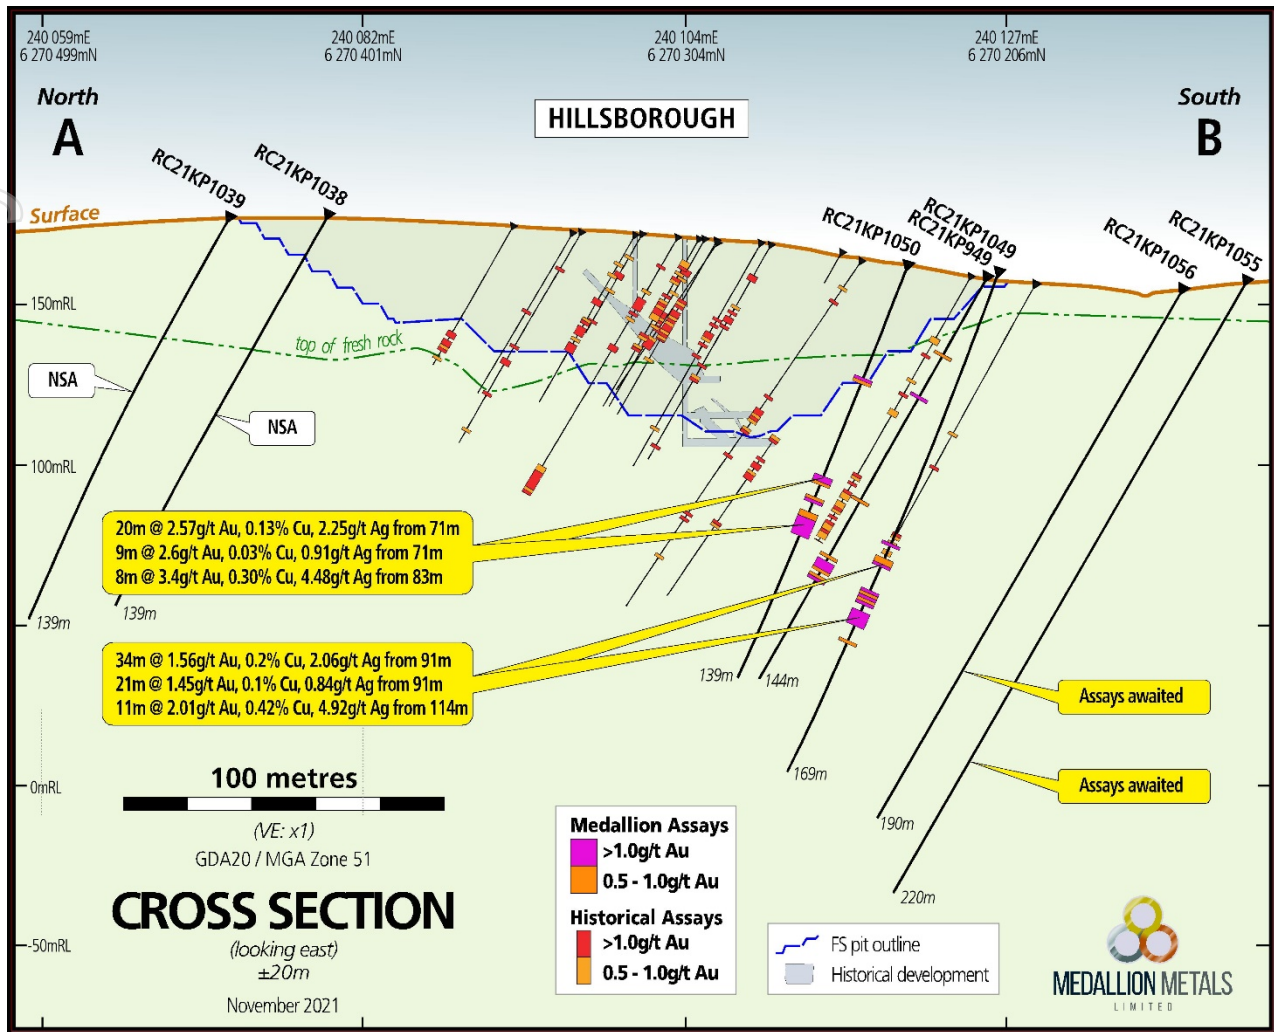 240 059mE
6 270 499mN
240 082mE
6 270 401mN
240 104mE
6 270 304mN
240 127mE
6 270 206mN
North
A
HILLSBOROUGH
South
B
RC21KP1039
RC21KP1038
RC21KP1050
RC21KP949
RC21KP1049
RC21KP1056
RC21KP1055
Surface
150mRL
top of fresh rock
NSA
NSA
100mRL
20m @ 2.57g/t Au, 0.13% Cu, 2.25g/t Ag from 71m
9m @ 2.6g/t Au, 0.03% Cu, 0.91g/t Ag from 71m
8m @ 3.4g/t Au, 0.30% Cu, 4.48g/t Ag from 83m
139m
139m
34m @ 1.56g/t Au, 0.2% Cu, 2.06g/t Ag from 91m
21m @ 1.45g/t Au, 0.1% Cu, 0.84g/t Ag from 91m
11m @ 2.01g/t Au, 0.42% Cu, 4.92g/t Ag from 114m
139m
144m
169m
Assays awaited
Assays awaited
190m
220m
0mRL
100 metres
(VE: x1)
GDA20 / MGA Zone 51
CROSS SECTION
(looking east)
±20m
November 2021
-50mRL
Medallion Assays
>1.0g/t Au
0.5 - 1.0g/t Au
Historical Assays
>1.0g/t Au
0.5 - 1.0g/t Au
FS pit outline
Historical development
MEDALLION METALS
LIMITED